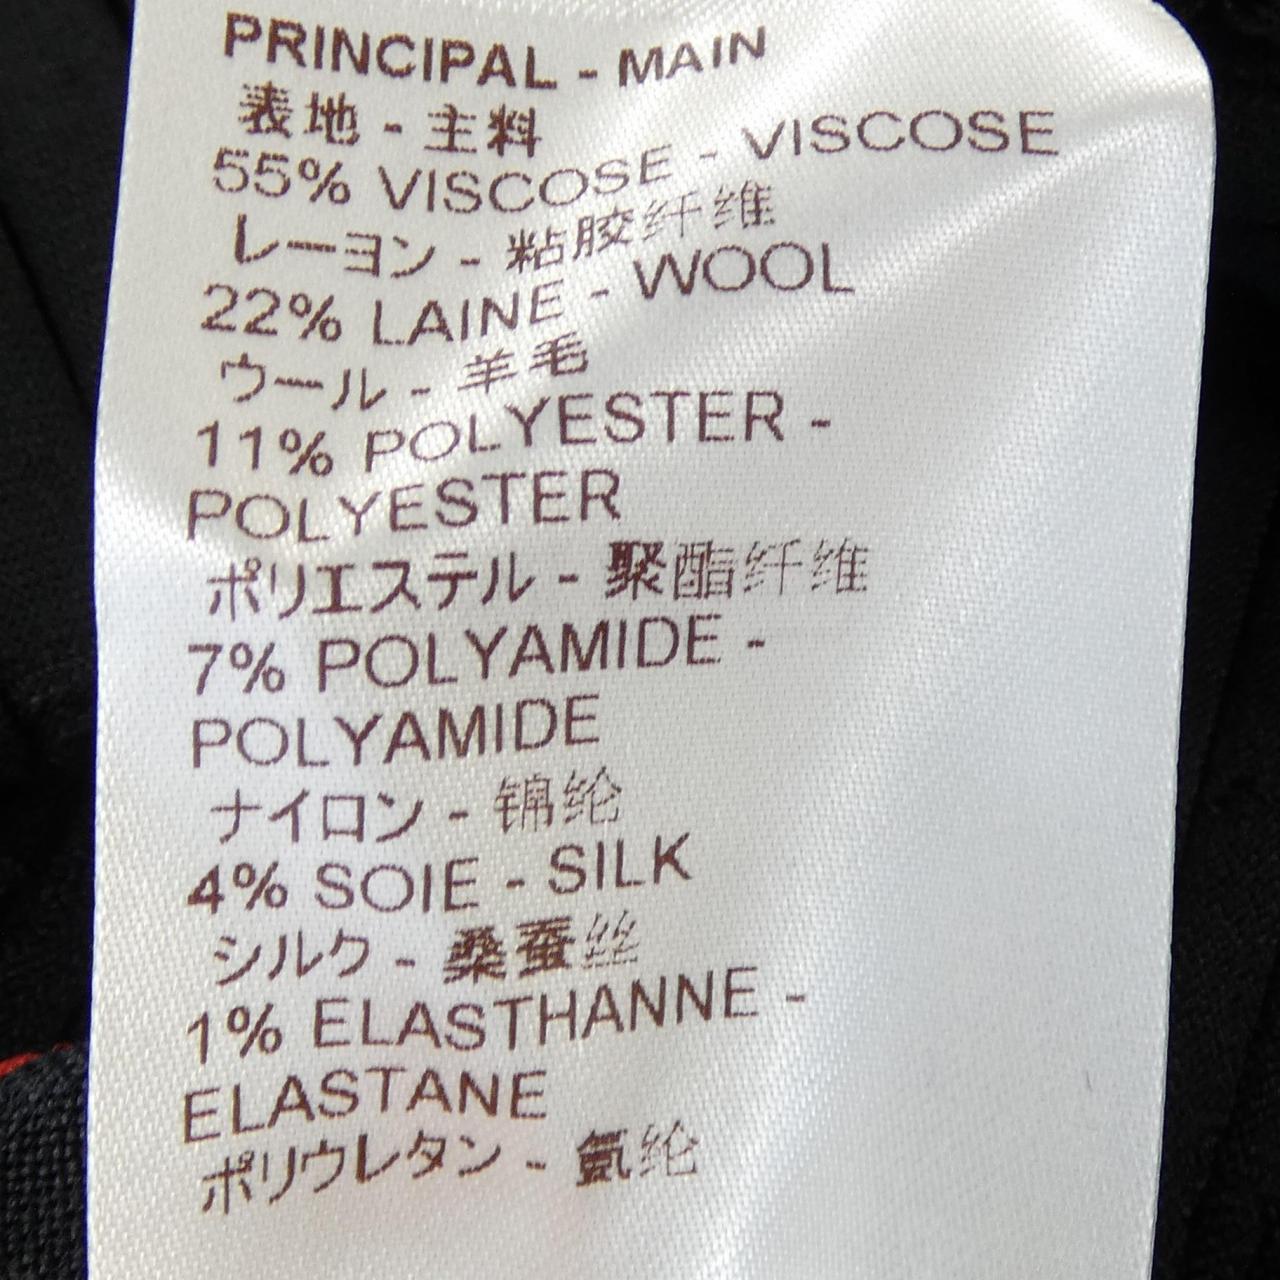 PRINCIPAL - MAIN
表地 - 主料
55% VISCOSE - VISCOSE
レーヨン - 粘胶纤维
22% LAINE - WOOL
ウール - 羊毛
11% POLYESTER -
POLYESTER
ポリエステル - 聚酯纤维
7% POLYAMIDE -
POLYAMIDE
ナイロン - 锦纶
4% SOIE - SILK
シルク - 桑蚕丝
1% ELASTHANNE -
ELASTANE
ポリウレタン - 氨纶